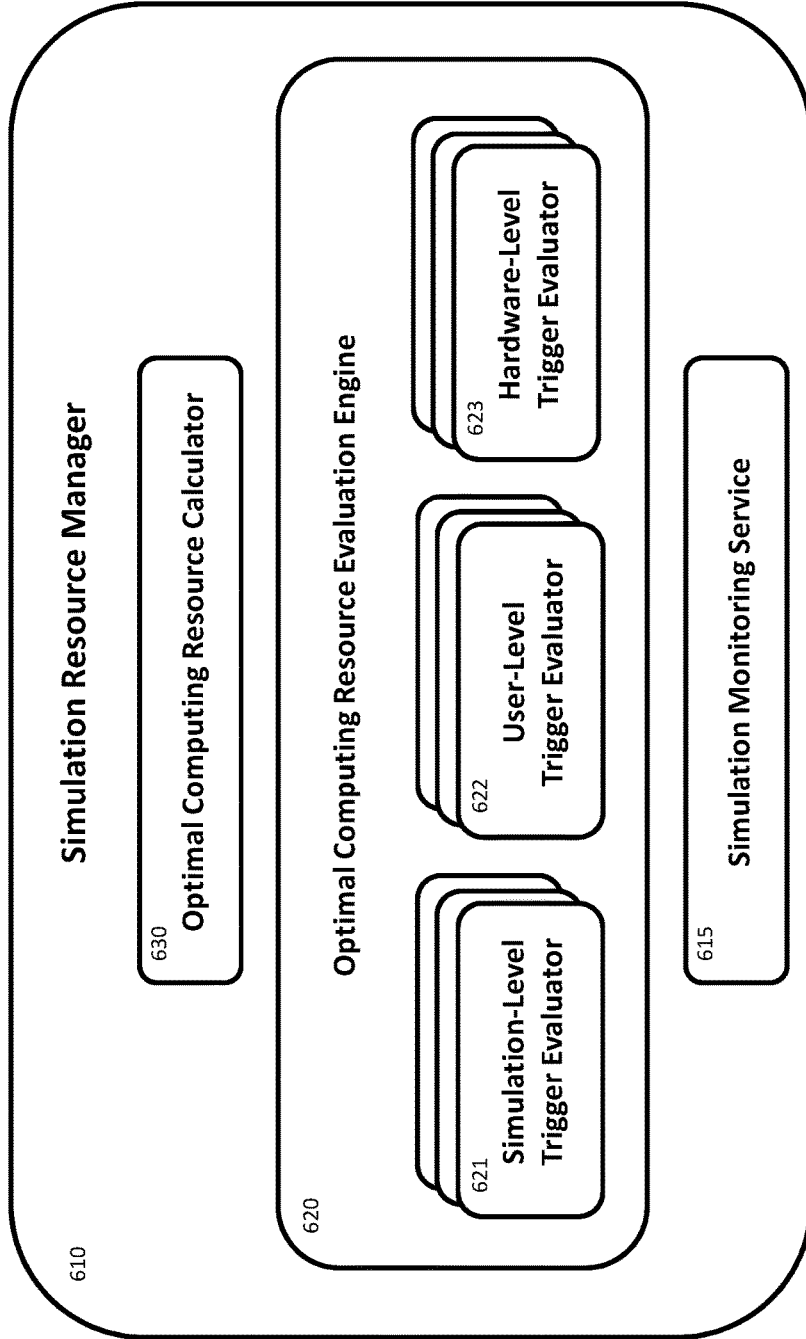 610
Simulation Resource Manager
630
Optimal Computing Resource Calculator
620
Optimal Computing Resource Evaluation Engine
621
Simulation-Level
Trigger Evaluator
622
User-Level
Trigger Evaluator
623
Hardware-Level
Trigger Evaluator
615
Simulation Monitoring Service